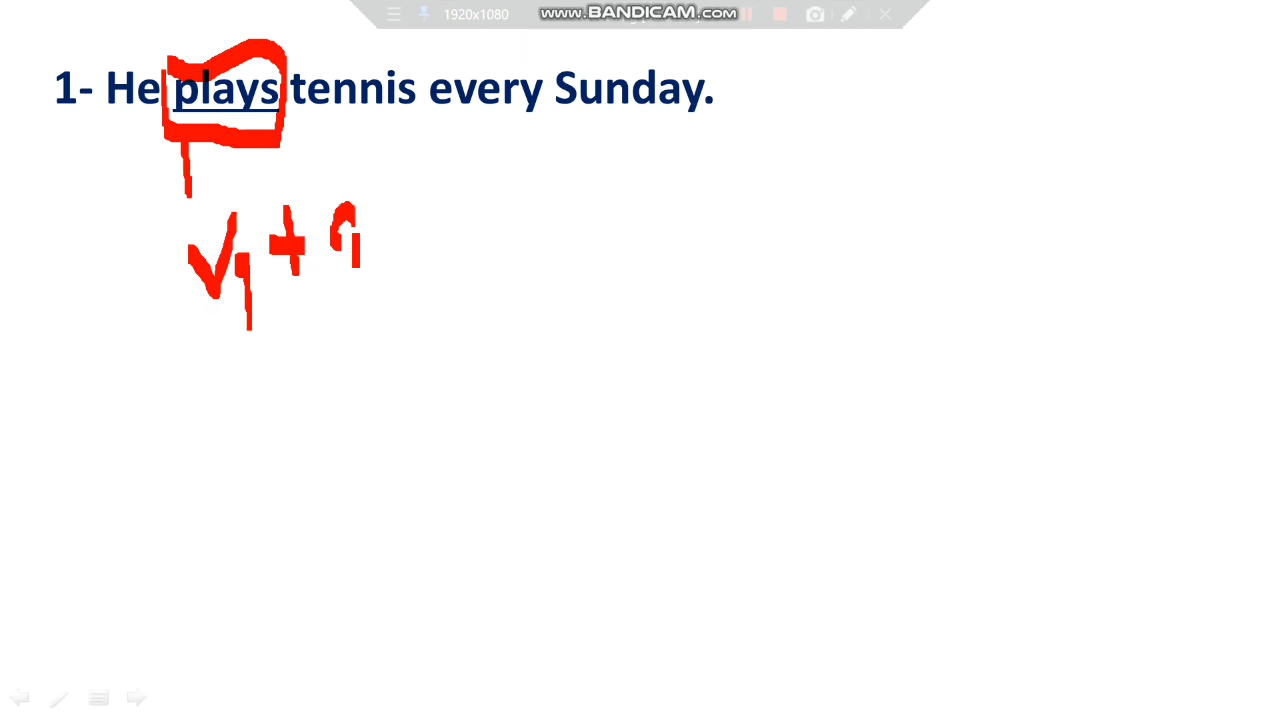 1920x1080 www.BANDICAM.com
1- He plays tennis every Sunday.
V1 +